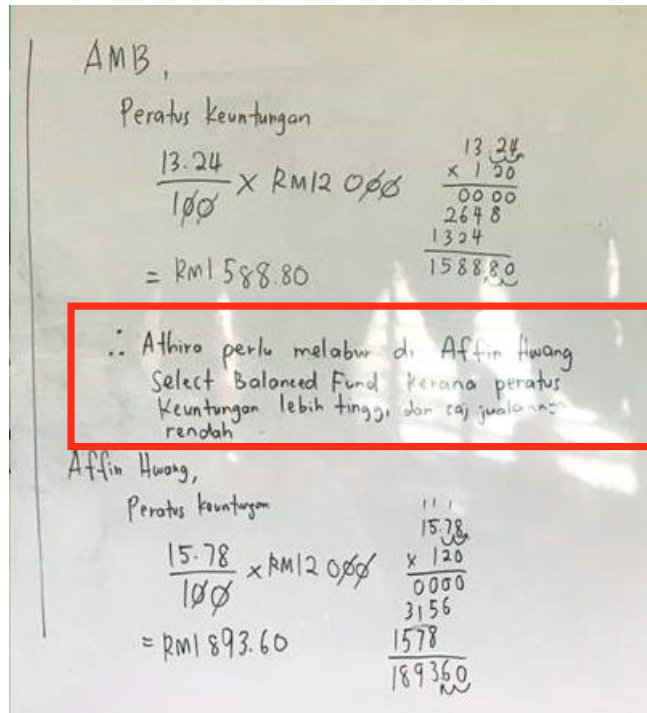 AMB,
Peratus Keuntungan
13.24
100
× RM12 000
13.24
× 120
0000
2648
1324
158880
= RM1 588.80
∴ Athira perlu melabur di Affin Hwang
Select Balanced Fund kerana peratus
Keuntungan lebih tinggi dan caj jualannya
rendah
Affin Hwang,
Peratus keuntungan
15.78
100
× RM12 000
111
15.78
× 120
0000
3156
1578
189360
= RM1 893.60